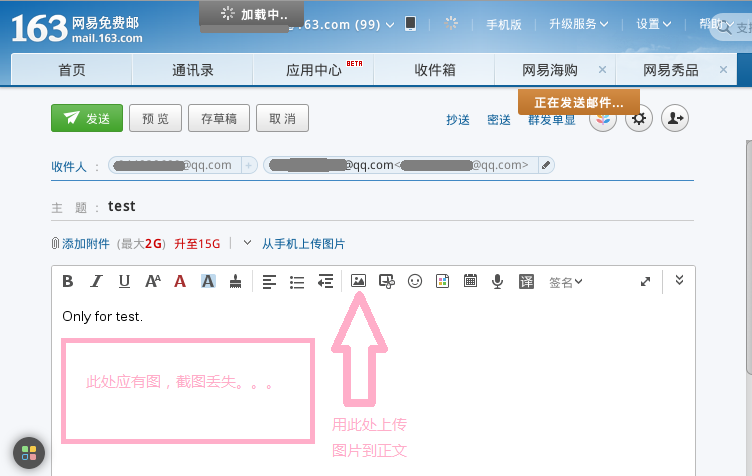 加载中..
163 网易免费邮
mail.163.com
163.com (99) 手机版 升级服务 设置 帮助
首页 通讯录 应用中心 BETA 收件箱 网易海购 × 网易秀品 ×
正在发送邮件...
发送 预 览 存草稿 取 消 抄送 密送 群发单显
收件人 : @qq.com + @qq.com< @qq.com>
主 题 : test
添加附件 (最大2G) 升至15G 从手机上传图片
B I U AA A A 译 签名
Only for test.
此处应有图，截图丢失。。。
用此处上传
图片到正文